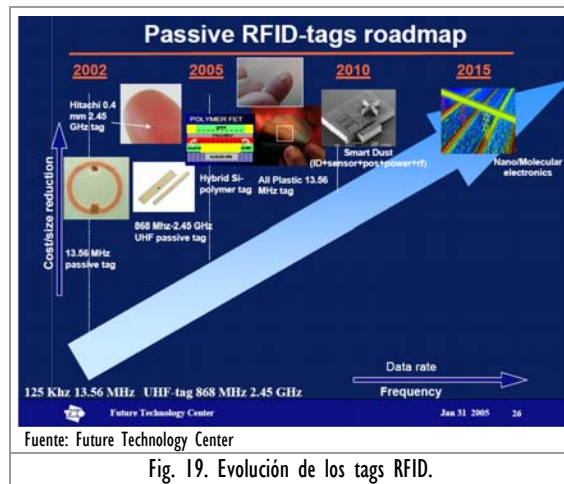 Passive RFID-tags roadmap
2002
2005
2010
2015
Hitachi 0.4
mm 2.45
GHz tag
POLYMER FET
substrate
Smart Dust
(ID+sensor+pos+power+rf)
Nano/Molecular
electronics
Hybrid Si-
polymer tag
All Plastic 13.56
MHz tag
868 Mhz-2.45 GHz
UHF passive tag
13.56 MHz
passive tag
Cost/size reduction
Data rate
Frequency
125 Khz 13.56 MHz UHF-tag 868 MHz 2.45 GHz
Future Technology Center
Jan 31 2005
26
Fuente: Future Technology Center
Fig. 19. Evolución de los tags RFID.